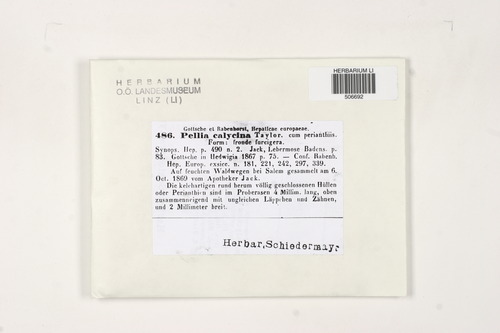 HERBARIUM
O.Ö. LANDESMUSEUM
LINZ (LI)
HERBARIUM LI
506692
Gottsche et Rabenhorst, Hepaticae europaeae.
486. Pellia calycina Taylor. cum perianthiis.
Form: fronde furcigera.
Synops. Hep. p. 490 n. 2. Jack, Lebermose Badens. p.
83. Gottsche in Hedwigia 1867 p. 75. — Conf. Rabenh.
Hep. Europ. exsicc. n. 181, 221, 242, 297, 339.
Auf feuchten Waldwegen bei Salem gesammelt am 6.
Oct. 1869 vom Apotheker Jack.
Die kelchartigen rund herum völlig geschlossenen Hüllen
oder Perianthien sind im Proberasen 4 Millim. lang, oben
zusammenneigend mit ungleichen Läppchen und Zähnen,
und 2 Millimeter breit.
Herbar, Schiedermayr